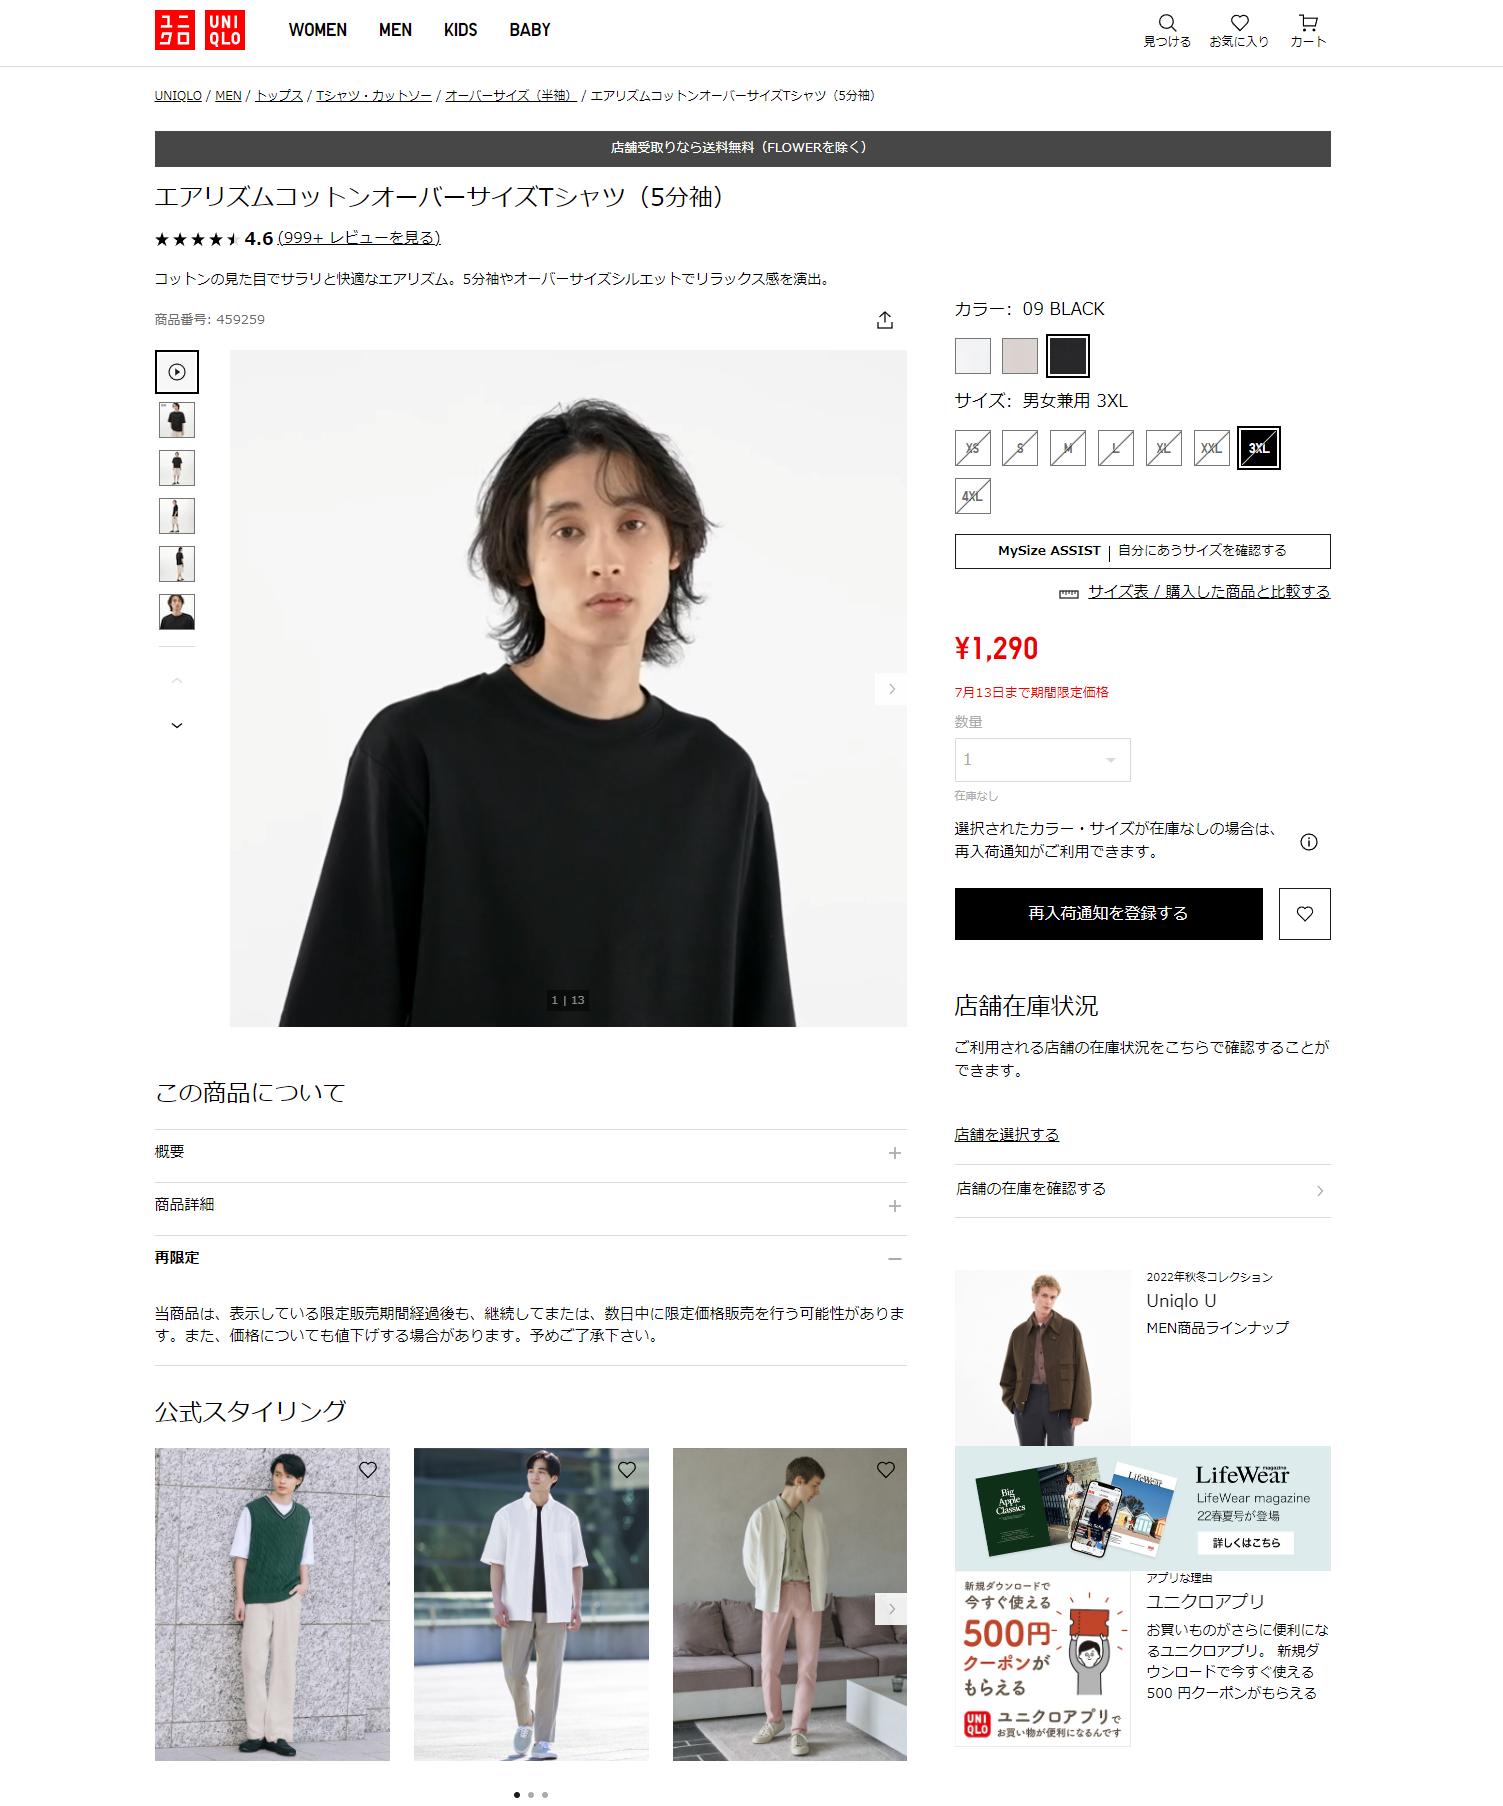 ユニクロ
UNIQLO
WOMEN MEN KIDS BABY
見つける お気に入り カート
UNIQLO / MEN / トップス / Tシャツ・カットソー / オーバーサイズ（半袖） / エアリズムコットンオーバーサイズTシャツ（5分袖）
店舗受取りなら送料無料（FLOWERを除く）
エアリズムコットンオーバーサイズTシャツ（5分袖）
4.6 (999+ レビューを見る)
コットンの見た目でサラリと快適なエアリズム。5分袖やオーバーサイズシルエットでリラックス感を演出。
商品番号: 459259
1 | 13
カラー: 09 BLACK
サイズ: 男女兼用 3XL
XS S M L XL XXL 3XL
4XL
MySize ASSIST | 自分にあうサイズを確認する
サイズ表 / 購入した商品と比較する
¥1,290
7月13日まで期間限定価格
数量
1
在庫なし
選択されたカラー・サイズが在庫なしの場合は、
再入荷通知がご利用できます。
再入荷通知を登録する
店舗在庫状況
ご利用される店舗の在庫状況をこちらで確認することが
できます。
店舗を選択する
店舗の在庫を確認する
この商品について
概要
商品詳細
再限定
当商品は、表示している限定販売期間経過後も、継続してまたは、数日中に限定価格販売を行う可能性がありま
す。また、価格についても値下げする場合があります。予めご了承下さい。
公式スタイリング
2022年秋冬コレクション
Uniqlo U
MEN商品ラインナップ
Big
Apple
Classics
LifeWear
magazine
LifeWear
LifeWear magazine
22春夏号が登場
詳しくはこちら
新規ダウンロードで
今すぐ使える
500円
クーポンが
もらえる
UNIQLO
ユニクロアプリで
お買い物が便利になるんです
アプリな理由
ユニクロアプリ
お買いものがさらに便利にな
るユニクロアプリ。 新規ダ
ウンロードで今すぐ使える
500 円クーポンがもらえる